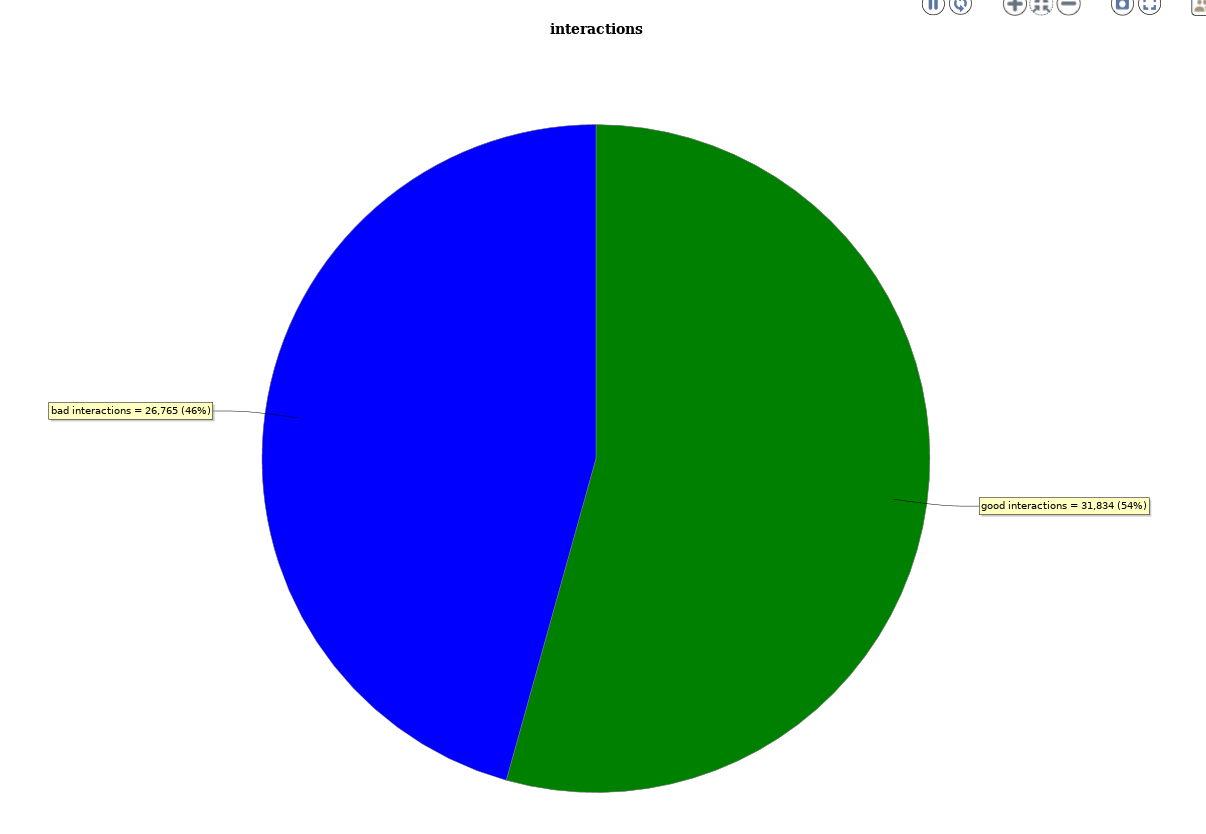 interactions
bad interactions = 26,765 (46%)
good interactions = 31,834 (54%)